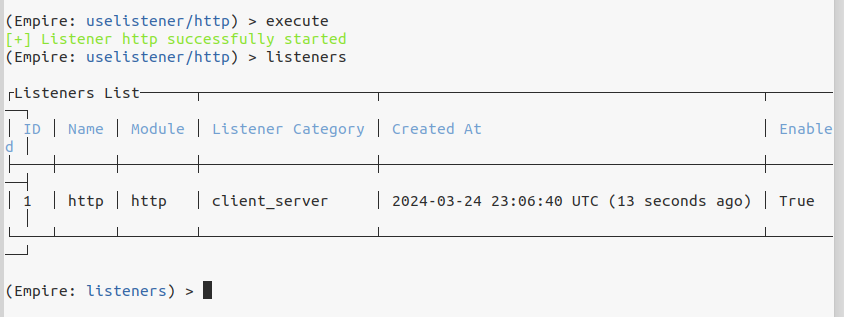 (Empire: uselistener/http) > execute
[+] Listener http successfully started
(Empire: uselistener/http) > listeners
Listeners List
ID | Name | Module | Listener Category | Created At | Enable
d |
1 | http | http | client_server | 2024-03-24 23:06:40 UTC (13 seconds ago) | True
(Empire: listeners) >